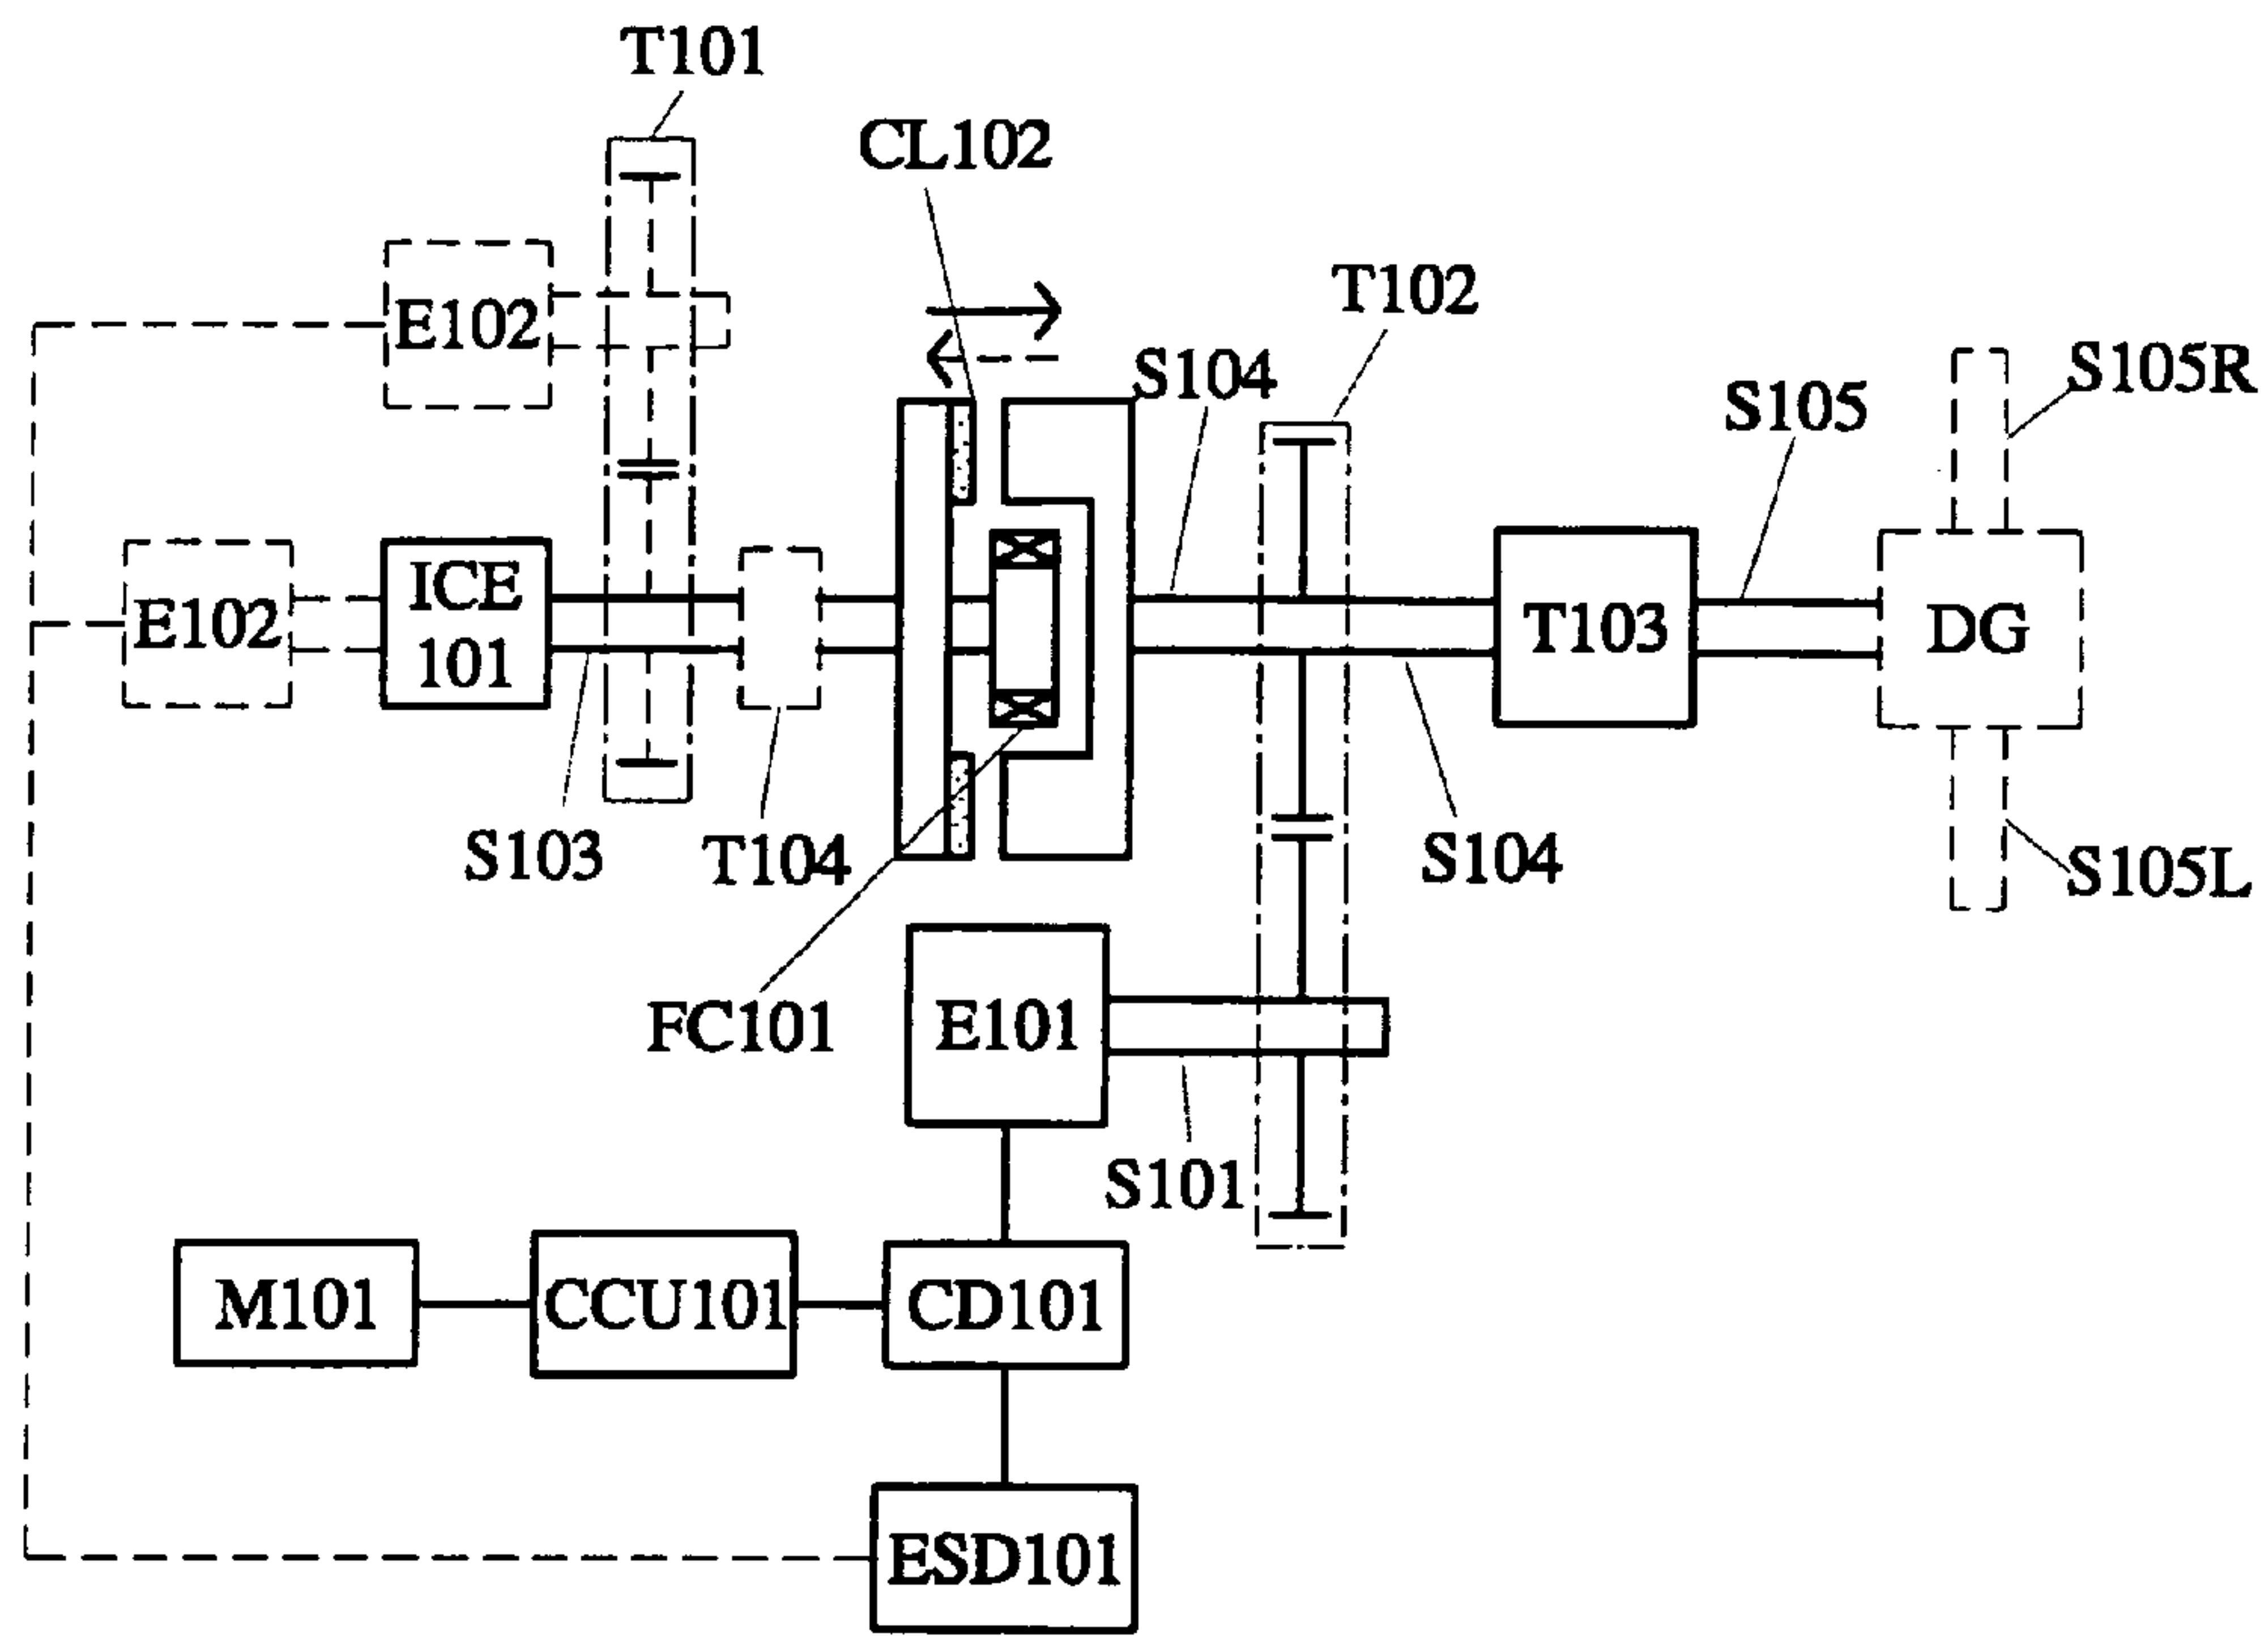 T101
CL102
T102
E102
S104
S105R
S105
E102
ICE
101
T103
DG
S103
T104
S104
S105L
FC101
E101
S101
M101
CCU101
CD101
ESD101